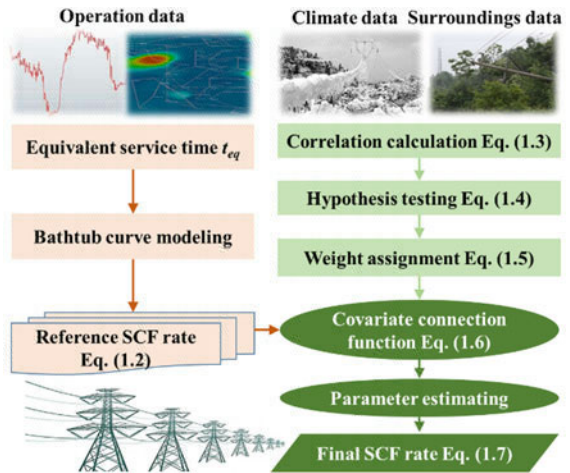 Operation data
Climate data
Surroundings data
Equivalent service time t_eq
Bathtub curve modeling
Reference SCF rate
Eq. (1.2)
Correlation calculation Eq. (1.3)
Hypothesis testing Eq. (1.4)
Weight assignment Eq. (1.5)
Covariate connection
function Eq. (1.6)
Parameter estimating
Final SCF rate Eq. (1.7)